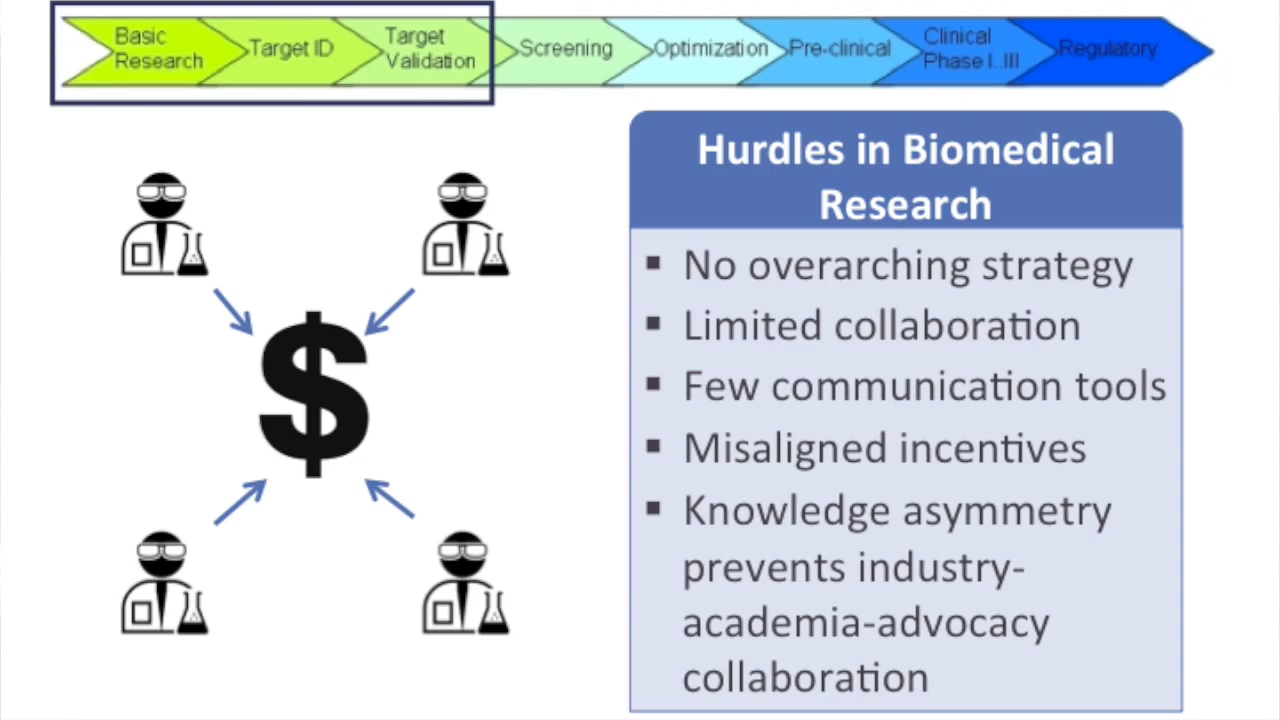 Basic
Research
Target ID
Target
Validation
Screening
Optimization
Pre-clinical
Clinical
Phase I..III
Regulatory
Hurdles in Biomedical
Research
▪ No overarching strategy
▪ Limited collaboration
▪ Few communication tools
▪ Misaligned incentives
▪ Knowledge asymmetry
prevents industry-
academia-advocacy
collaboration
$